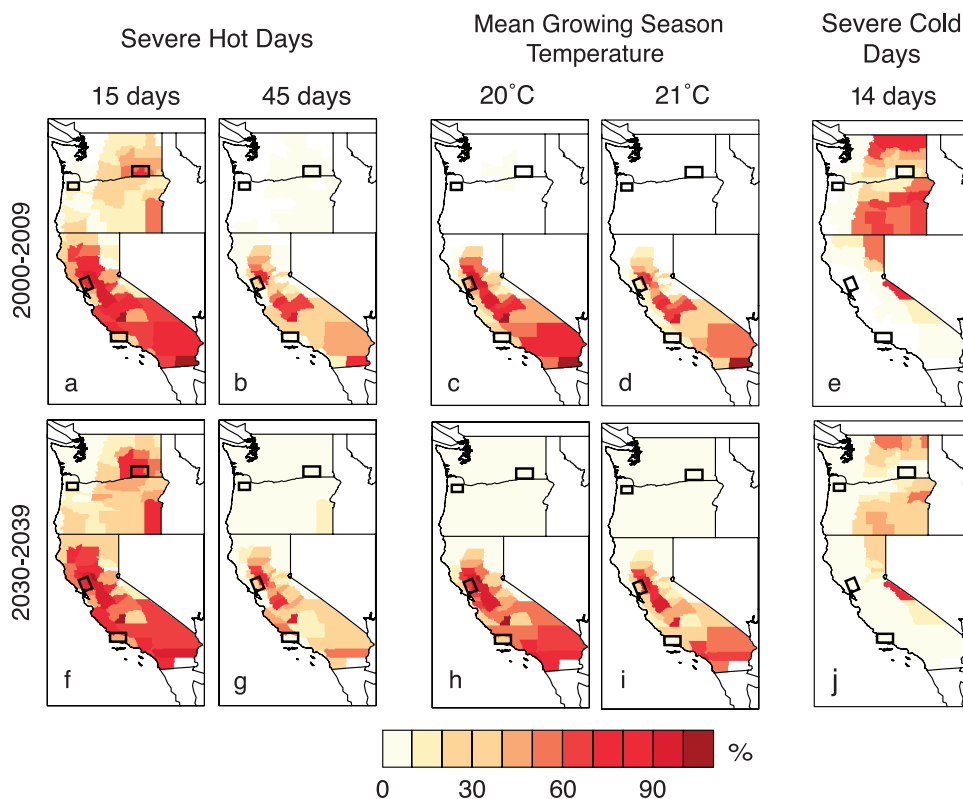 Severe Hot Days
Mean Growing Season
Temperature
Severe Cold
Days
15 days
45 days
20°C
21°C
14 days
2000-2009
a
b
c
d
e
2030-2039
f
g
h
i
j
%
0
30
60
90